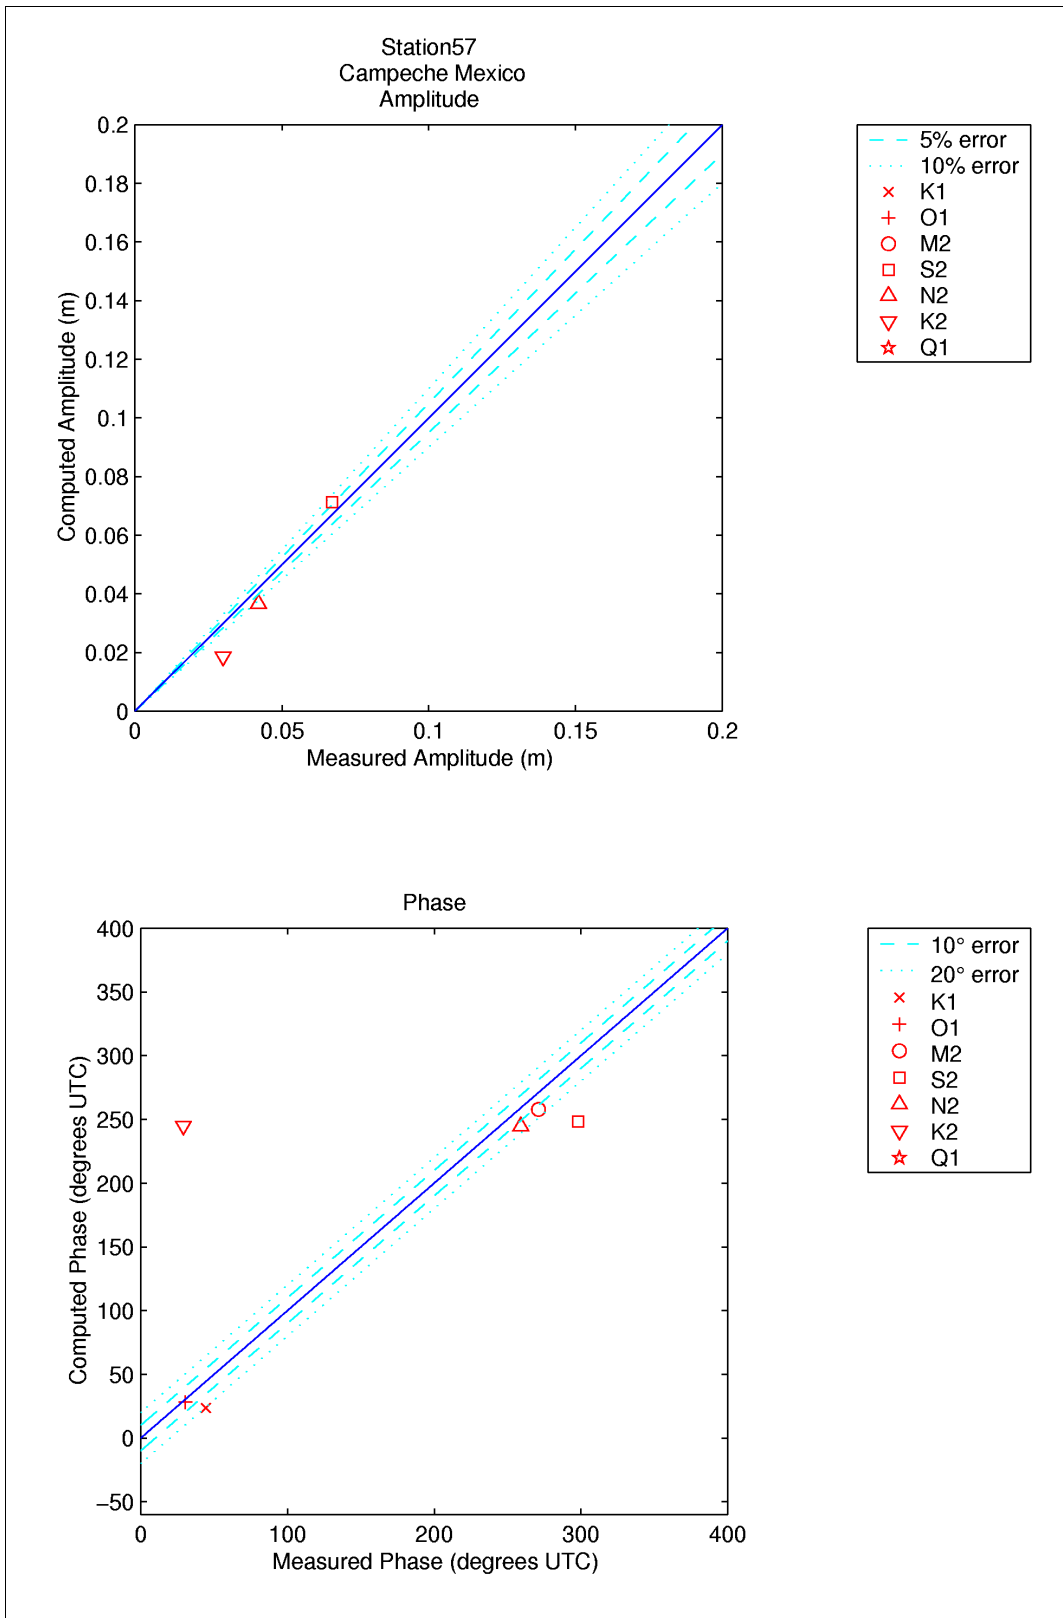 Station57
Campeche Mexico
Amplitude
0.2
0.18
0.16
0.14
0.12
0.1
0.08
0.06
0.04
0.02
0
Computed Amplitude (m)
0 0.05 0.1 0.15 0.2
Measured Amplitude (m)
5% error
10% error
K1
O1
M2
S2
N2
K2
Q1
Phase
400
350
300
250
200
150
100
50
0
−50
Computed Phase (degrees UTC)
0 100 200 300 400
Measured Phase (degrees UTC)
10° error
20° error
K1
O1
M2
S2
N2
K2
Q1